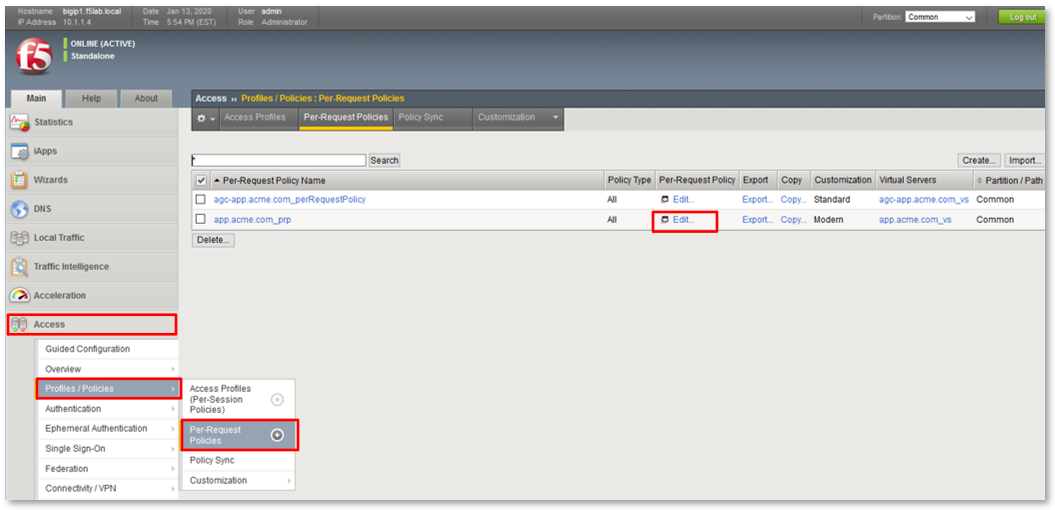 Hostname bigip1.f5lab.local Date Jan 13, 2020 User admin
IP Address 10.1.1.4 Time 5:54 PM (EST) Role Administrator
Partition: Common Log out
f5
ONLINE (ACTIVE)
Standalone
Main Help About
Access ›› Profiles / Policies : Per-Request Policies
Access Profiles Per-Request Policies Policy Sync Customization
* Search Create... Import...
Per-Request Policy Name Policy Type Per-Request Policy Export Copy Customization Virtual Servers Partition / Path
agc-app.acme.com_perRequestPolicy All Edit... Export... Copy... Standard agc-app.acme.com_vs Common
app.acme.com_prp All Edit... Export... Copy... Modern app.acme.com_vs Common
Delete...
Statistics
iApps
Wizards
DNS
Local Traffic
Traffic Intelligence
Acceleration
Access
Guided Configuration
Overview
Profiles / Policies
Authentication
Ephemeral Authentication
Single Sign-On
Federation
Connectivity / VPN
Access Profiles
(Per-Session
Policies)
Per-Request
Policies
Policy Sync
Customization